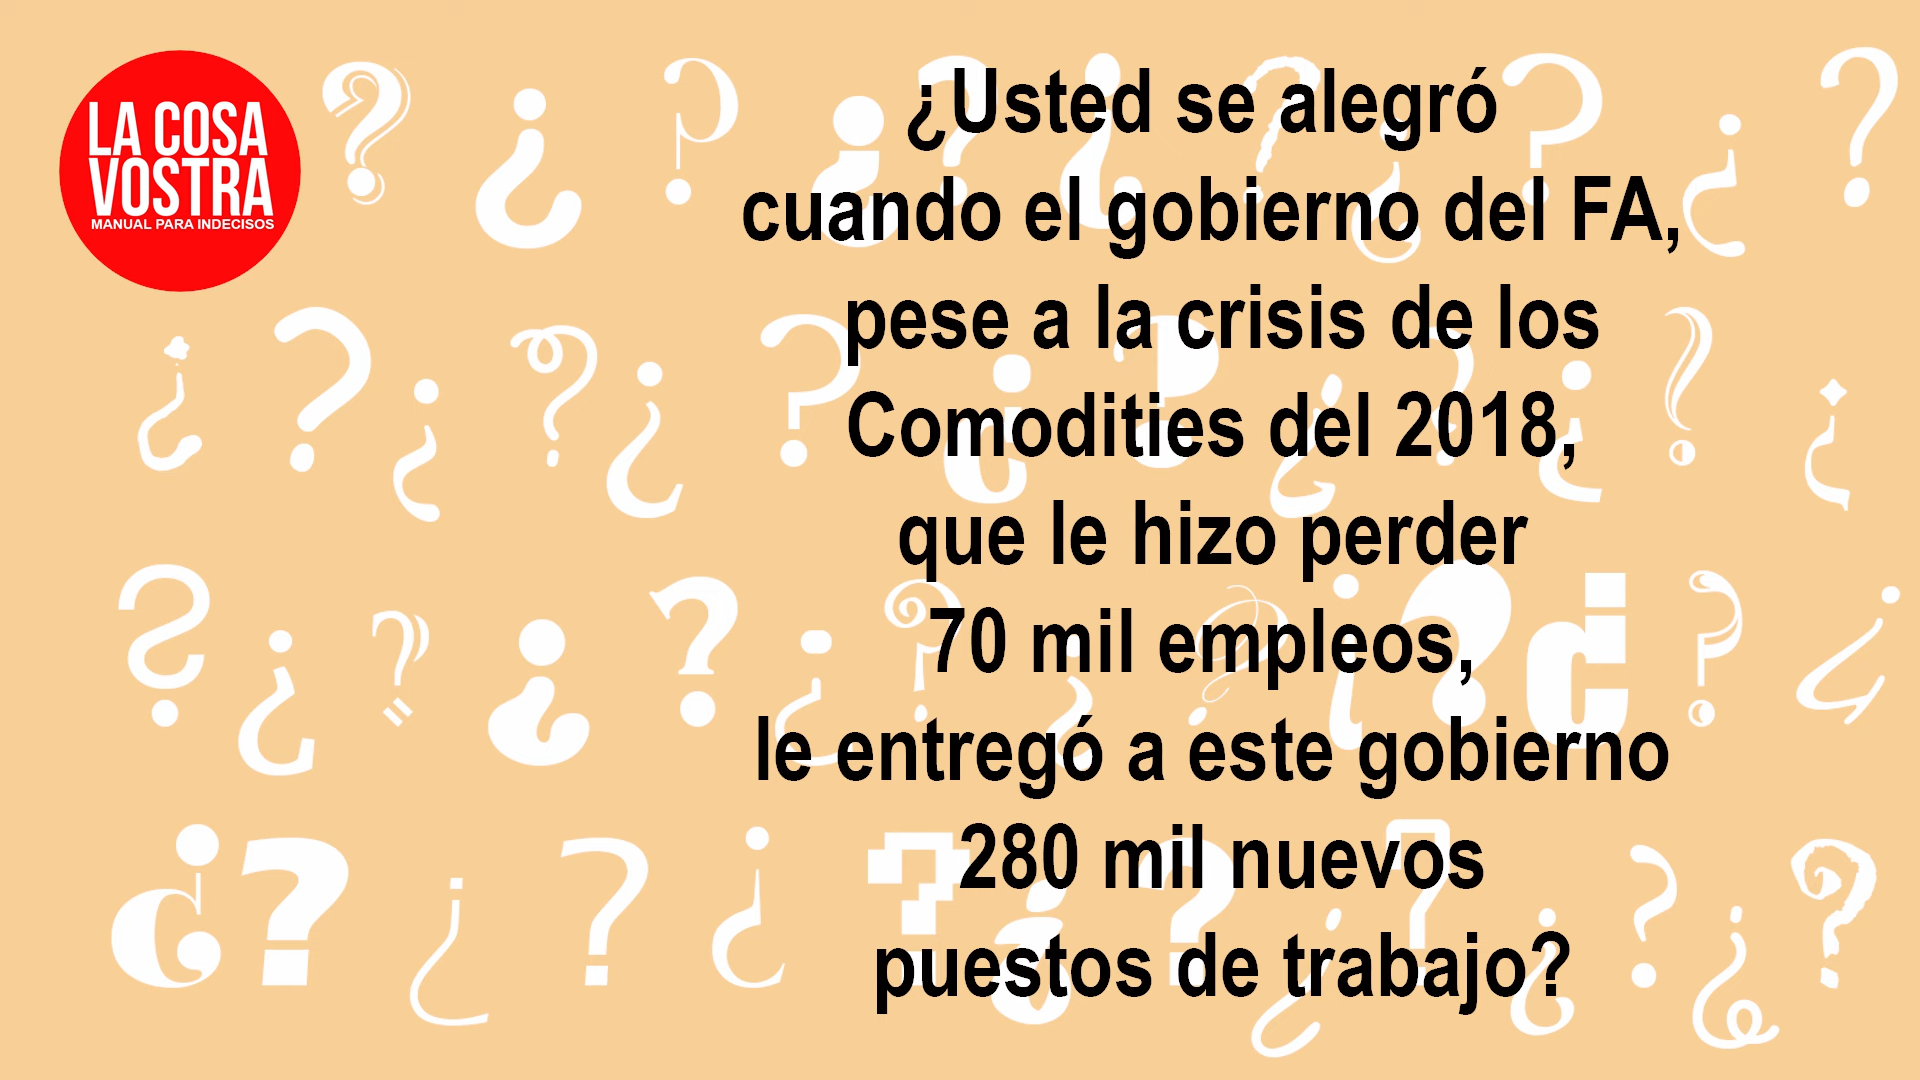 LA COSA
VOSTRA
MANUAL PARA INDECISOS
¿Usted se alegró
cuando el gobierno del FA,
pese a la crisis de los
Comodities del 2018,
que le hizo perder
70 mil empleos,
le entregó a este gobierno
280 mil nuevos
puestos de trabajo?